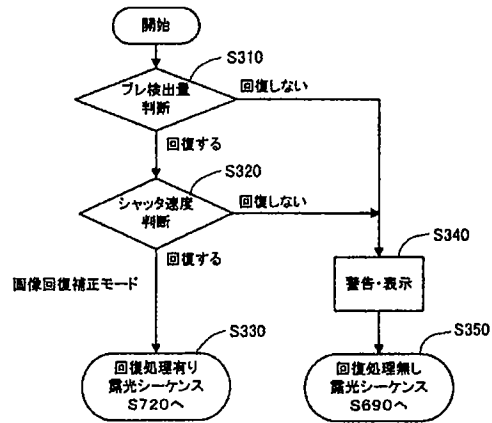 開始
S310
ブレ検出量
判断
回復しない
回復する
S320
シャッタ速度
判断
回復しない
回復する
S340
画像回復補正モード
警告・表示
S330
S350
回復処理有り
露光シーケンス
S720へ
回復処理無し
露光シーケンス
S690へ